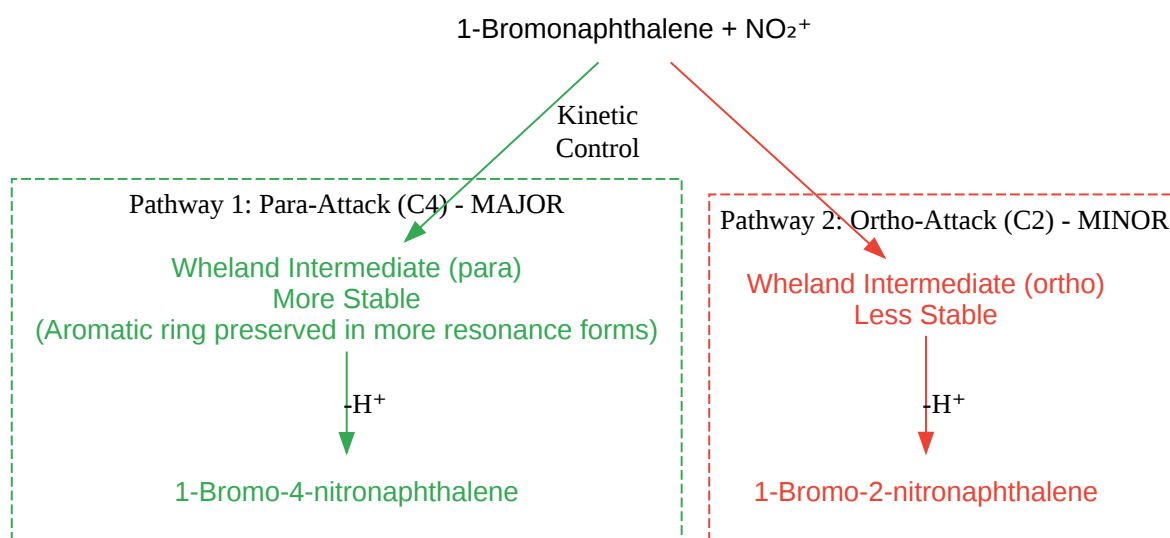 1-Bromonaphthalene + NO₂⁺
Kinetic
Control
Pathway 1: Para-Attack (C4) - MAJOR
Wheland Intermediate (para)
More Stable
(Aromatic ring preserved in more resonance forms)
-H⁺
1-Bromo-4-nitronaphthalene
Pathway 2: Ortho-Attack (C2) - MINOR
Wheland Intermediate (ortho)
Less Stable
-H⁺
1-Bromo-2-nitronaphthalene